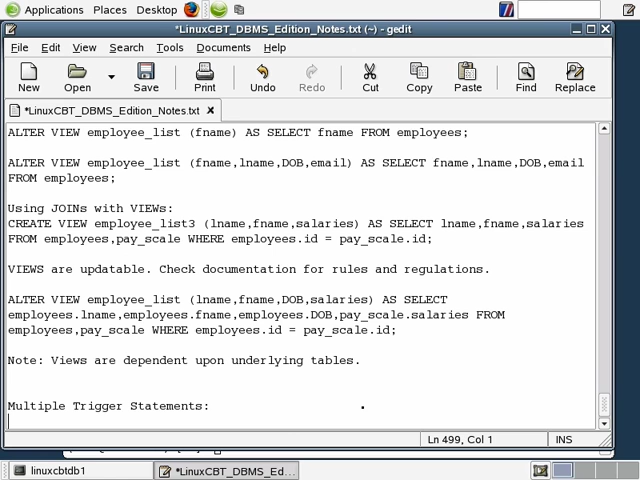 Applications Places Desktop
*LinuxCBT_DBMS_Edition_Notes.txt (~) - gedit
File Edit View Search Tools Documents Help
New Open Save Print Undo Redo Cut Copy Paste Find Replace
*LinuxCBT_DBMS_Edition_Notes.txt
ALTER VIEW employee_list (fname) AS SELECT fname FROM employees;
ALTER VIEW employee_list (fname,lname,DOB,email) AS SELECT fname,lname,DOB,email
FROM employees;
Using JOINs with VIEWs:
CREATE VIEW employee_list3 (lname,fname,salaries) AS SELECT lname,fname,salaries
FROM employees,pay_scale WHERE employees.id = pay_scale.id;
VIEWS are updatable. Check documentation for rules and regulations.
ALTER VIEW employee_list (lname,fname,DOB,salaries) AS SELECT
employees.lname,employees.fname,employees.DOB,pay_scale.salaries FROM
employees,pay_scale WHERE employees.id = pay_scale.id;
Note: Views are dependent upon underlying tables.
Multiple Trigger Statements:
Ln 499, Col 1 INS
linuxcbtdb1 *LinuxCBT_DBMS_Ed...